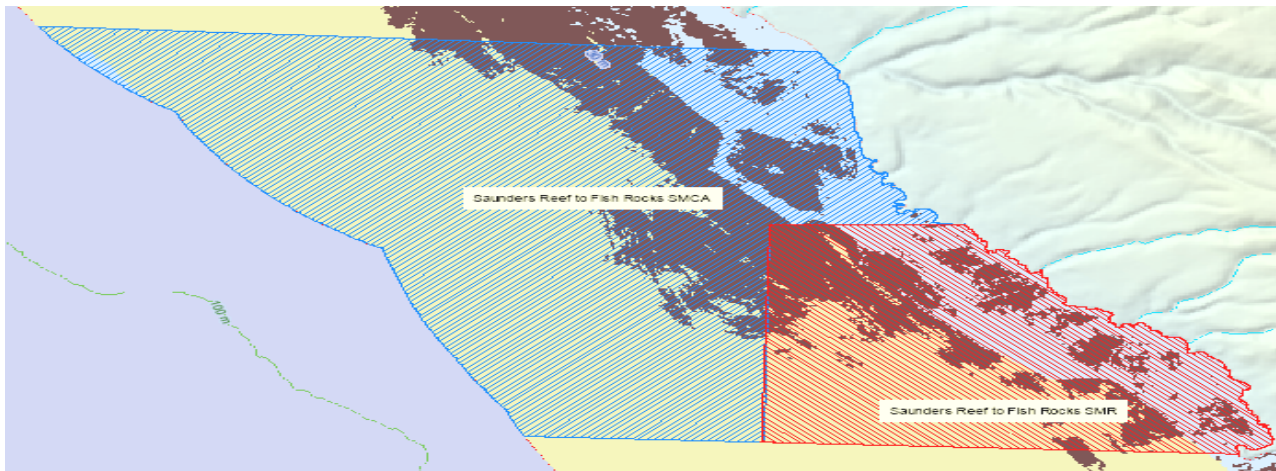 Saunders Reef to Fish Rocks SMCA
100 m
Saunders Reef to Fish Rocks SMR